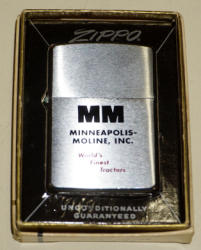 ZIPPO
MM
MINNEAPOLIS-
MOLINE, INC.
World's
Finest
Tractors
UNCONDITIONALLY
GUARANTEED